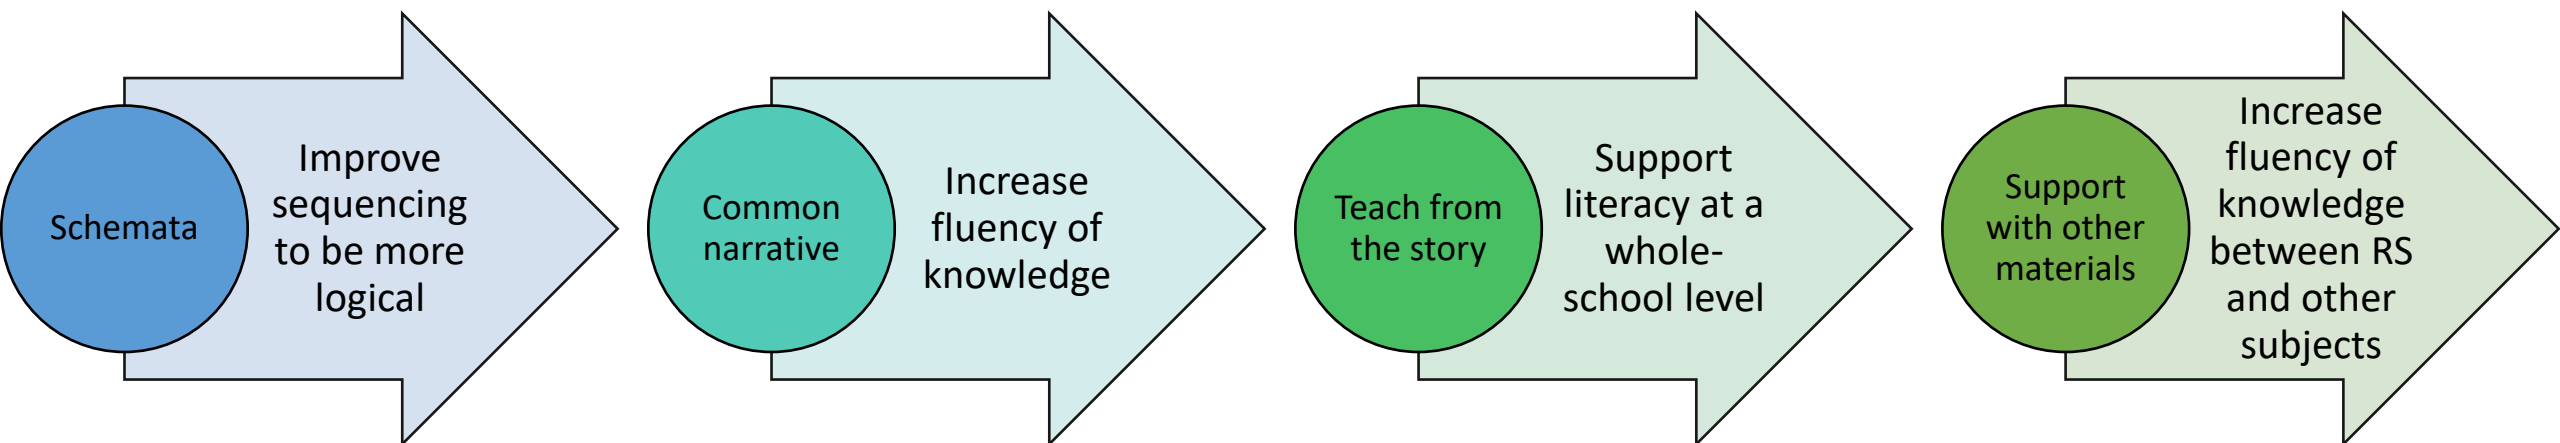 Schemata
Improve
sequencing
to be more
logical
Common
narrative
Increase
fluency of
knowledge
Teach from
the story
Support
literacy at a
whole-
school level
Support
with other
materials
Increase
fluency of
knowledge
between RS
and other
subjects